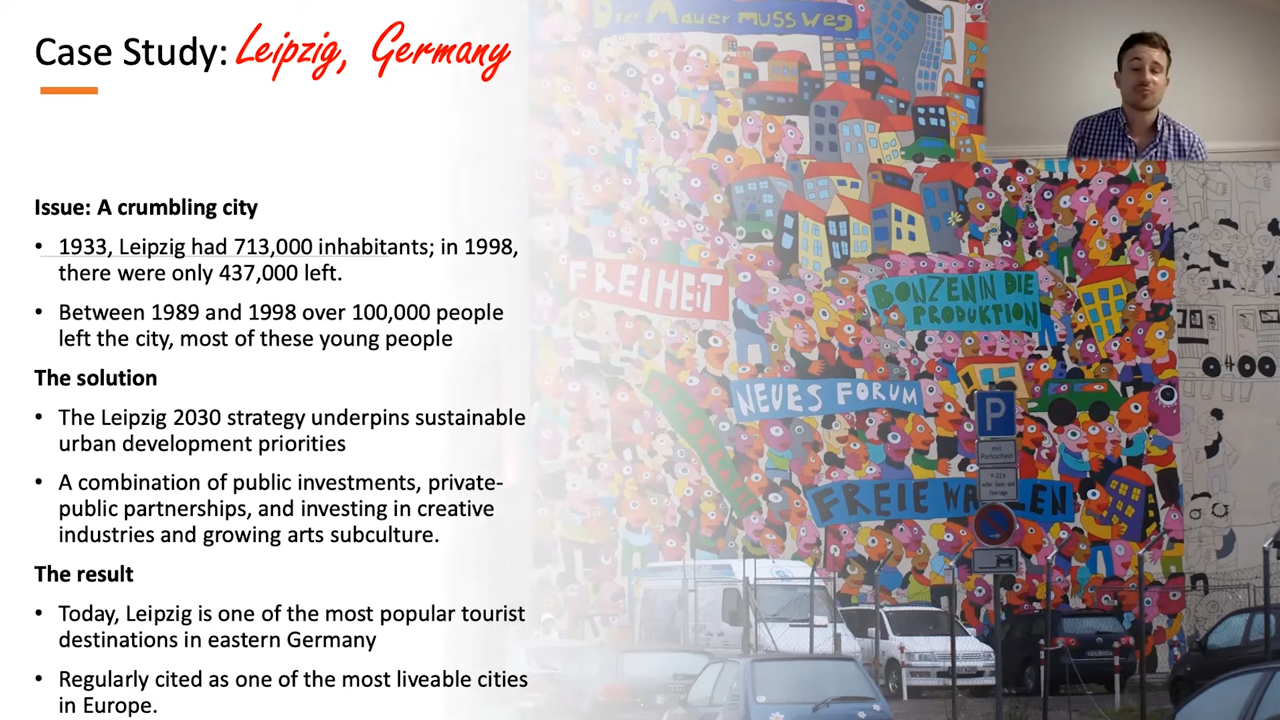 Case Study: Leipzig, Germany
Issue: A crumbling city
• 1933, Leipzig had 713,000 inhabitants; in 1998,
there were only 437,000 left.
• Between 1989 and 1998 over 100,000 people
left the city, most of these young people
The solution
• The Leipzig 2030 strategy underpins sustainable
urban development priorities
• A combination of public investments, private-
public partnerships, and investing in creative
industries and growing arts subculture.
The result
• Today, Leipzig is one of the most popular tourist
destinations in eastern Germany
• Regularly cited as one of the most liveable cities
in Europe.
Die Mauer muss weg
FREIHEIT
BONZEN IN DIE
PRODUKTION
NEUES FORUM
FREIE WA LEN
P
mit
Parkschein